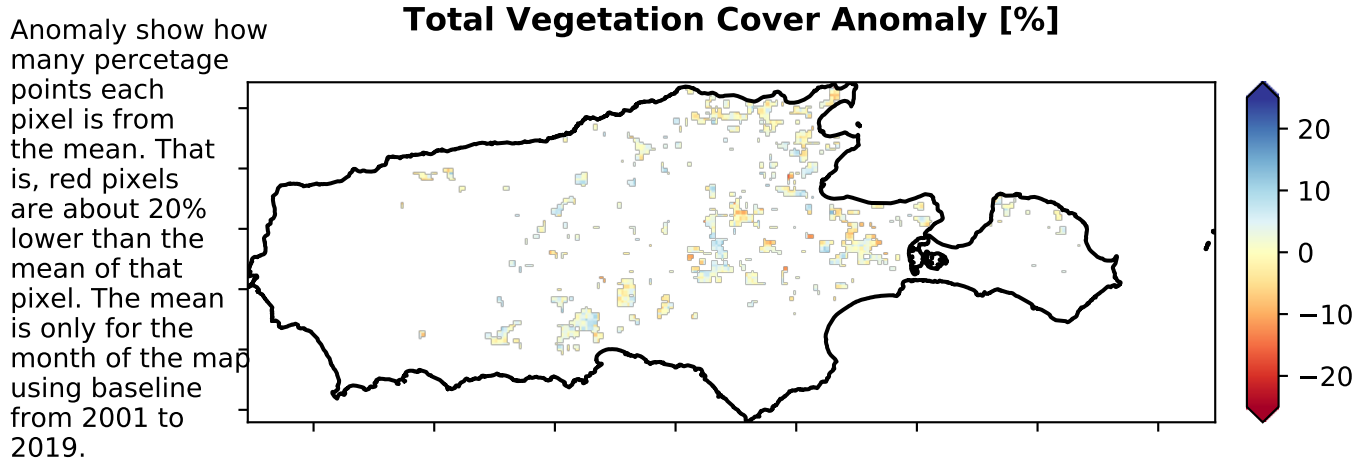 Total Vegetation Cover Anomaly [%]
Anomaly show how
many percetage
points each
pixel is from
the mean. That
is, red pixels
are about 20%
lower than the
mean of that
pixel. The mean
is only for the
month of the map
using baseline
from 2001 to
2019.
20
10
0
−10
−20